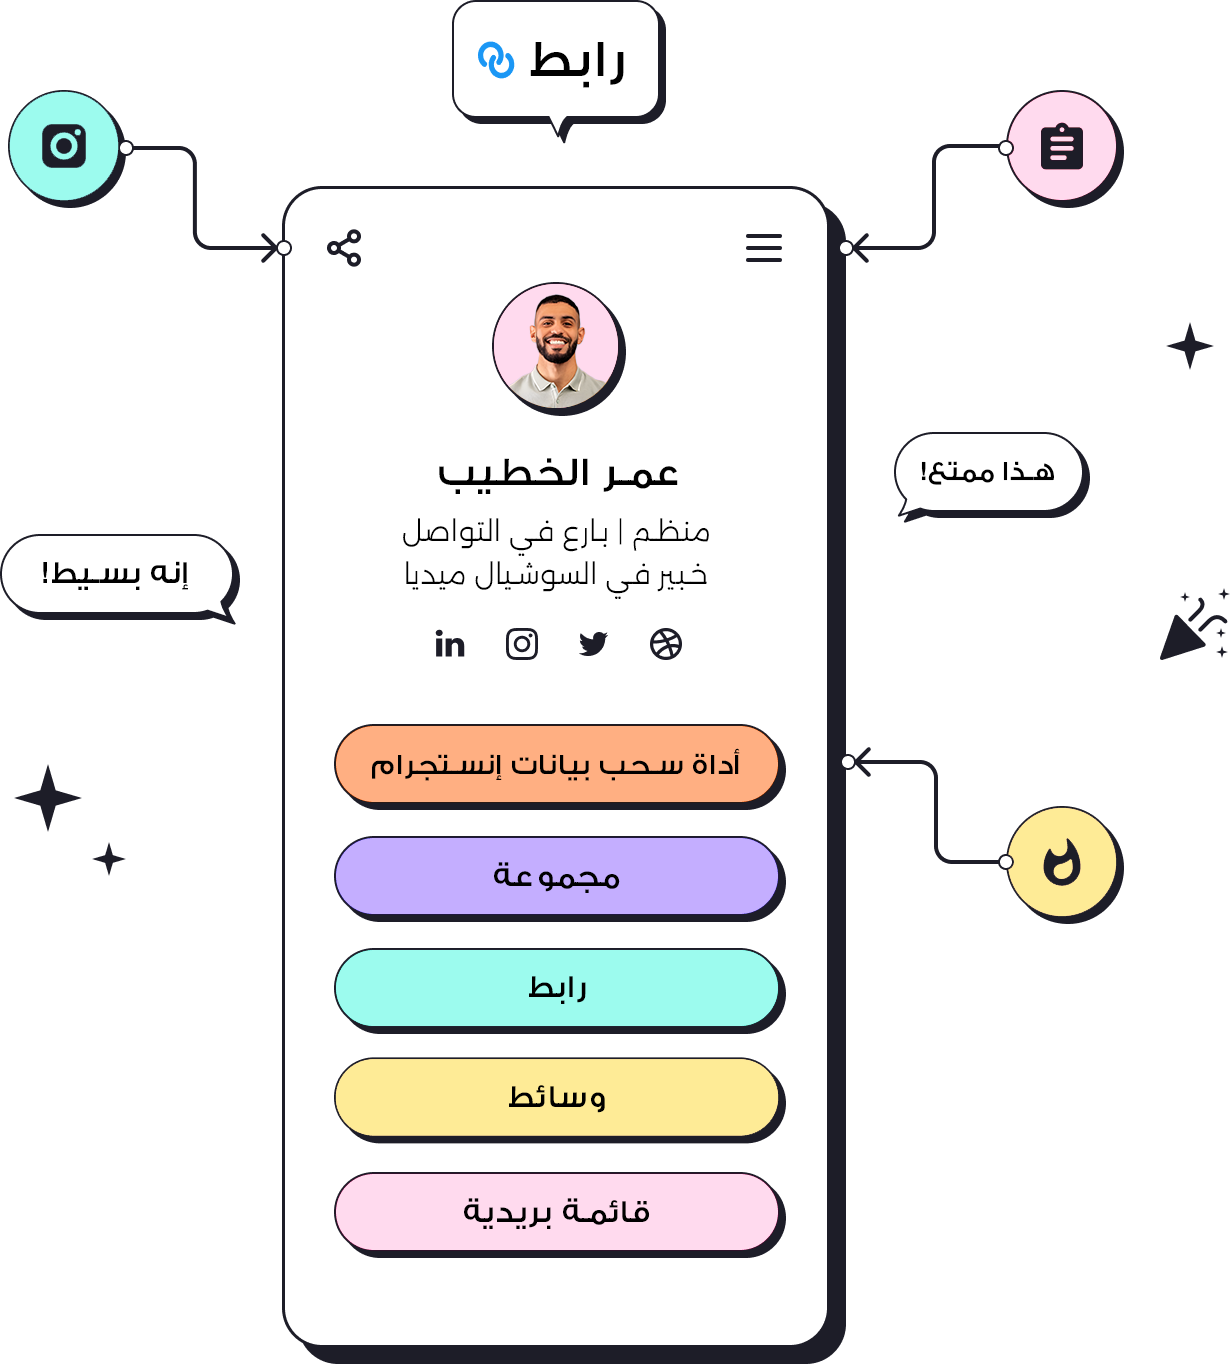 رابط
عمر الخطيب
منظم | بارع في التواصل
خبير في السوشيال ميديا
هذا ممتع!
إنه بسيط!
in
أداة سحب بيانات إنستجرام
مجموعة
رابط
وسائط
قائمة بريدية